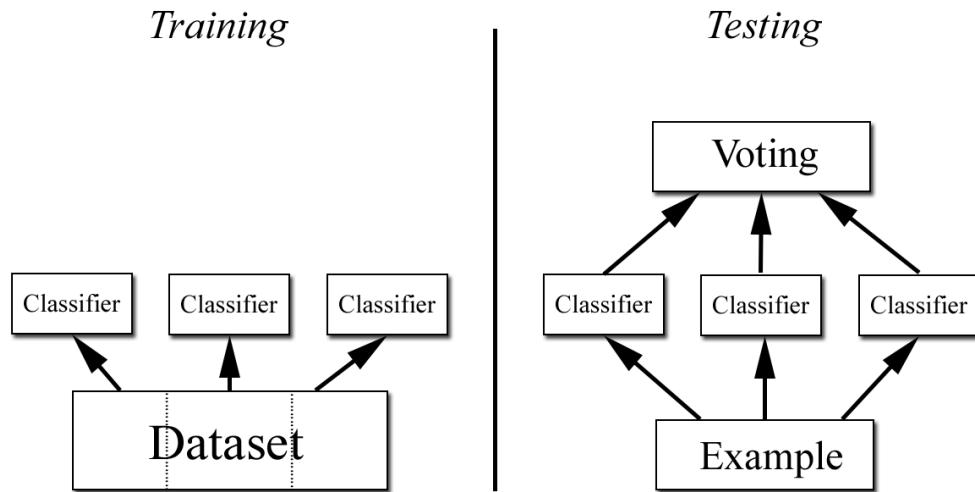 Training
Classifier
Classifier
Classifier
Dataset
Testing
Voting
Classifier
Classifier
Classifier
Example